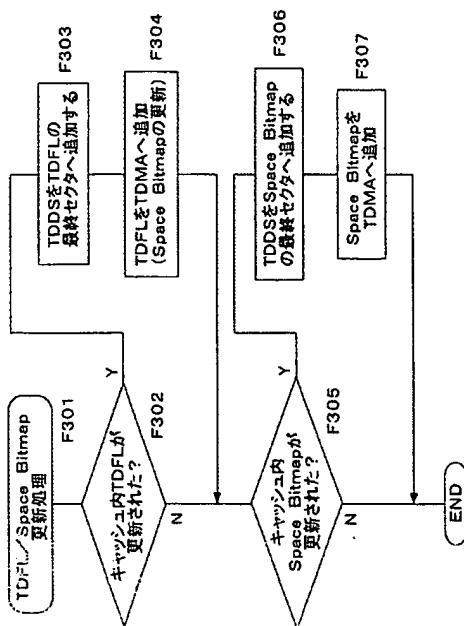 TDFL/Space Bitmap
更新処理
F301
キャッシュ内TDFLが
更新された?
F302
Y
N
TDDSをTDFLの
最終セクタへ追加する
F303
TDFLをTDMAへ追加
(Space Bitmapの更新)
F304
キャッシュ内
Space Bitmapが
更新された?
F305
Y
N
TDDSをSpace Bitmap
の最終セクタへ追加する
F306
Space Bitmapを
TDMAへ追加
F307
END